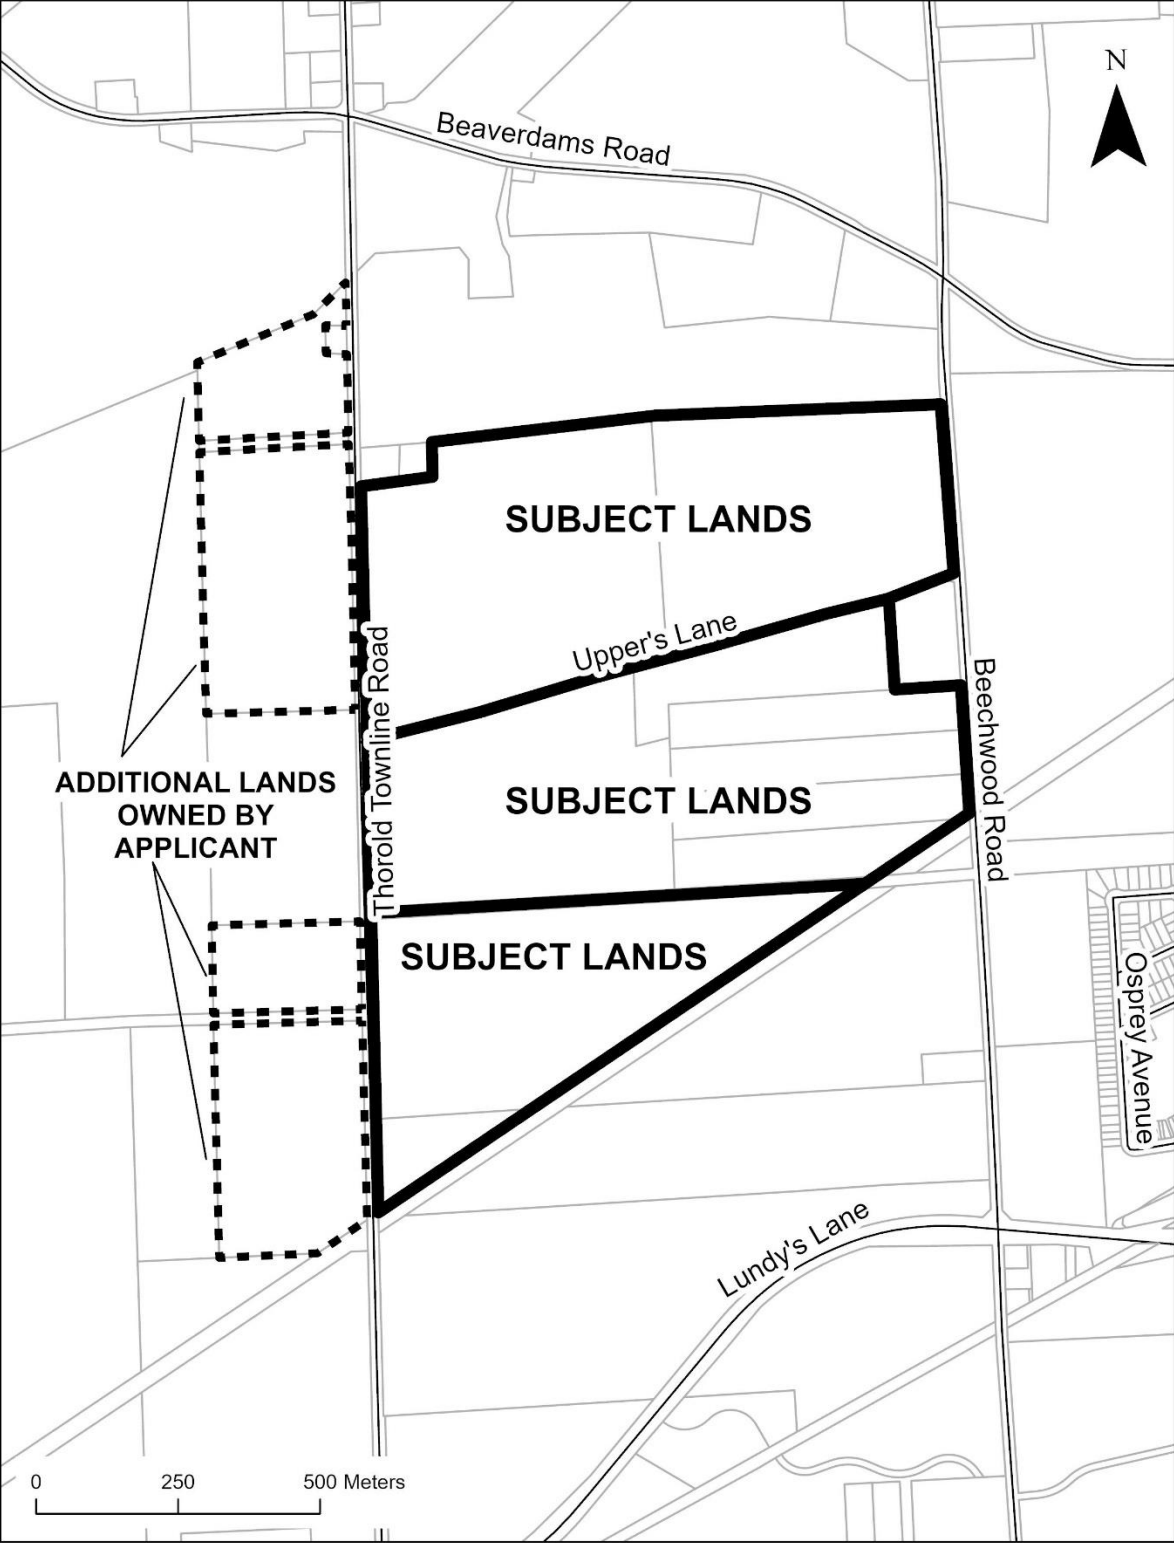 N
Beaverdams Road
SUBJECT LANDS
Upper's Lane
Thorold Townline Road
Beechwood Road
ADDITIONAL LANDS
OWNED BY
APPLICANT
SUBJECT LANDS
SUBJECT LANDS
Osprey Avenue
Lundy's Lane
0 250 500 Meters